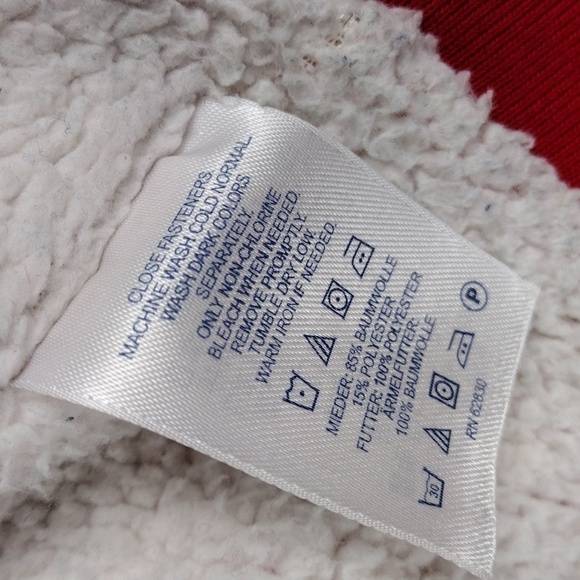 CLOSE FASTENERS
MACHINE WASH COLD NORMAL
WASH DARK COLORS
SEPARATELY
ONLY NON-CHLORINE
BLEACH WHEN NEEDED.
REMOVE PROMPTLY
TUMBLE DRY LOW.
WARM IRON IF NEEDED.
MIEDER: 85% BAUMWOLLE
15% POLYESTER
FUTTER: 100% POLYESTER
ÄRMELFUTTER:
100% BAUMWOLLE
30
P
RN 62830